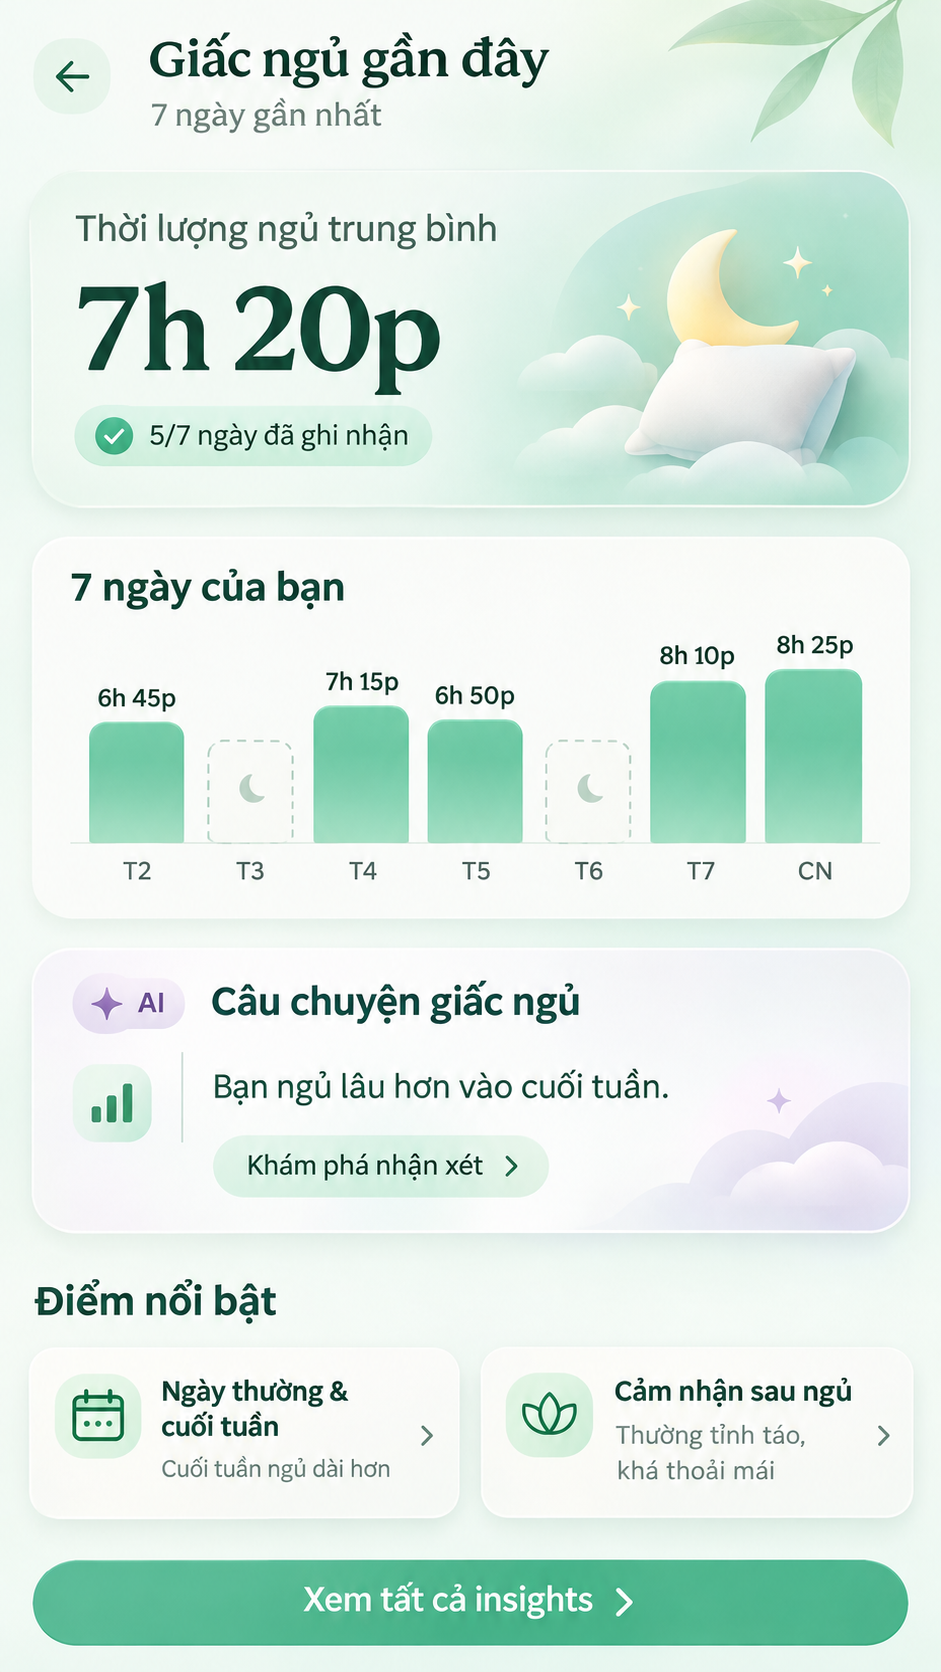 Giấc ngủ gần đây
7 ngày gần nhất
Thời lượng ngủ trung bình
7h 20p
5/7 ngày đã ghi nhận
7 ngày của bạn
6h 45p
7h 15p
6h 50p
8h 10p
8h 25p
T2
T3
T4
T5
T6
T7
CN
AI
Câu chuyện giấc ngủ
Bạn ngủ lâu hơn vào cuối tuần.
Khám phá nhận xét
Điểm nổi bật
Ngày thường &
cuối tuần
Cuối tuần ngủ dài hơn
Cảm nhận sau ngủ
Thường tỉnh táo,
khá thoải mái
Xem tất cả insights